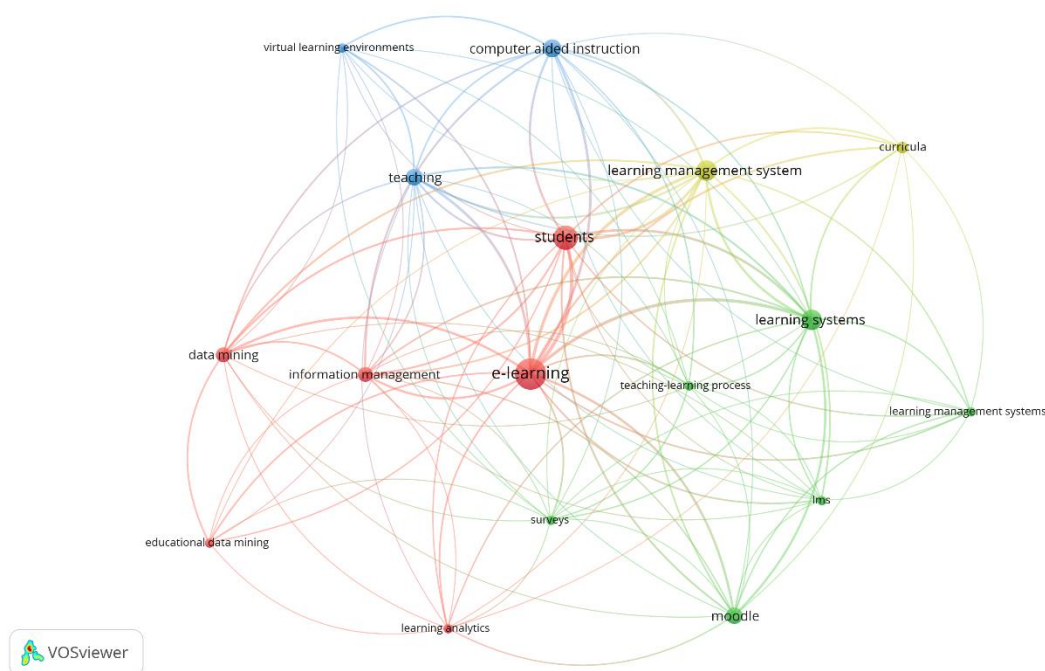 virtual learning environments
computer aided instruction
curricula
learning management system
teaching
students
learning systems
data mining
information management
e-learning
teaching-learning process
learning management systems
lms
surveys
educational data mining
moodle
learning analytics
VOSviewer